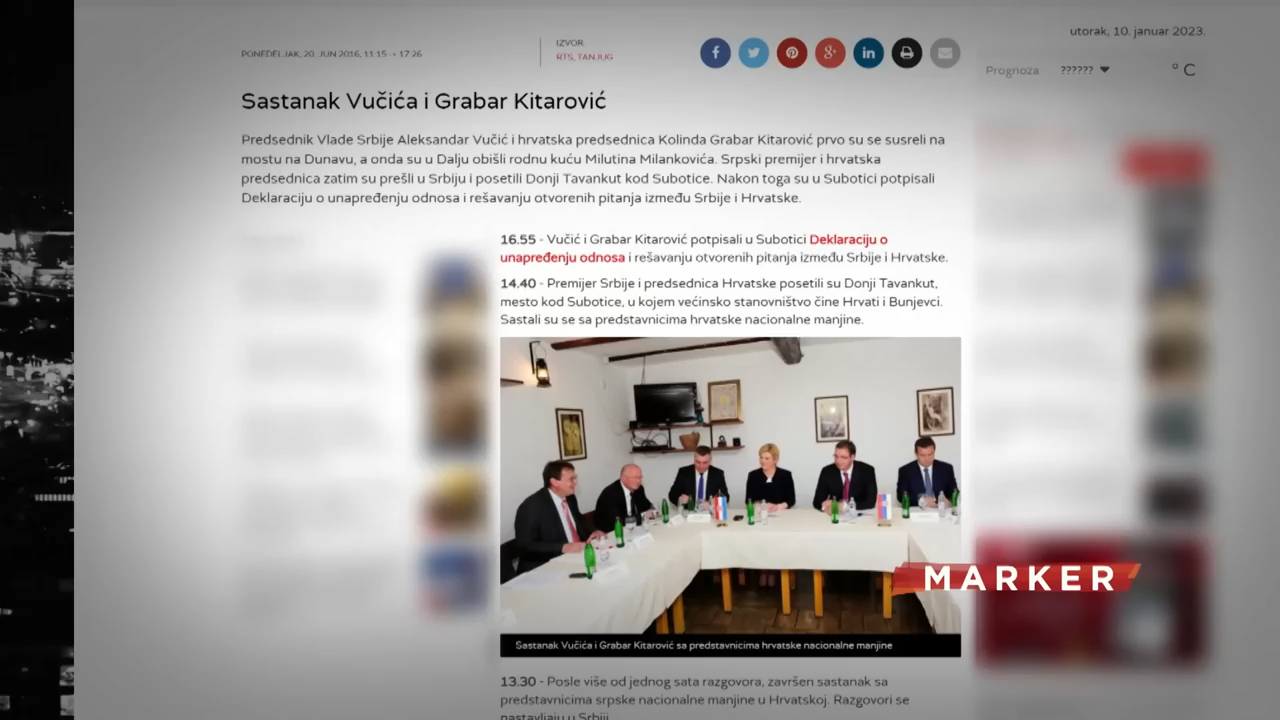 utorak, 10. januar 2023.
PONEDELJAK, 20. JUN 2016, 11:15 -> 17:26
IZVOR:
RTS, TANJUG
Prognoza ?????? ° C
Sastanak Vučića i Grabar Kitarović
Predsednik Vlade Srbije Aleksandar Vučić i hrvatska predsednica Kolinda Grabar Kitarović prvo su se susreli na
mostu na Dunavu, a onda su u Dalju obišli rodnu kuću Milutina Milankovića. Srpski premijer i hrvatska
predsednica zatim su prešli u Srbiju i posetili Donji Tavankut kod Subotice. Nakon toga su u Subotici potpisali
Deklaraciju o unapređenju odnosa i rešavanju otvorenih pitanja između Srbije i Hrvatske.
16.55 - Vučić i Grabar Kitarović potpisali u Subotici Deklaraciju o
unapređenju odnosa i rešavanju otvorenih pitanja između Srbije i Hrvatske.
14.40 - Premijer Srbije i predsednica Hrvatske posetili su Donji Tavankut,
mesto kod Subotice, u kojem većinsko stanovništvo čine Hrvati i Bunjevci.
Sastali su se sa predstavnicima hrvatske nacionalne manjine.
MARKER
Sastanak Vučića i Grabar Kitarović sa predstavnicima hrvatske nacionalne manjine
13.30 - Posle više od jednog sata razgovora, završen sastanak sa
predstavnicima srpske nacionalne manjine u Hrvatskoj. Razgovori se
nastavljaju u Srbiji.